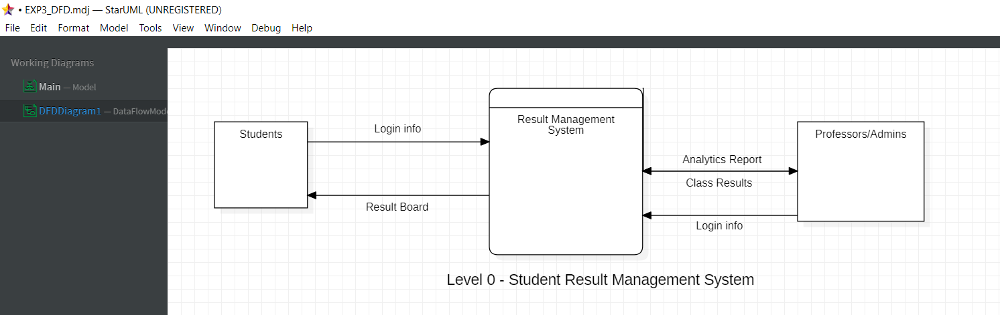 • EXP3_DFD.mdj — StarUML (UNREGISTERED)
File Edit Format Model Tools View Window Debug Help
Working Diagrams
Main — Model
DFDDiagram1 — DataFlowMod
Students
Login info
Result Board
Result Management
System
Analytics Report
Class Results
Login info
Professors/Admins
Level 0 - Student Result Management System